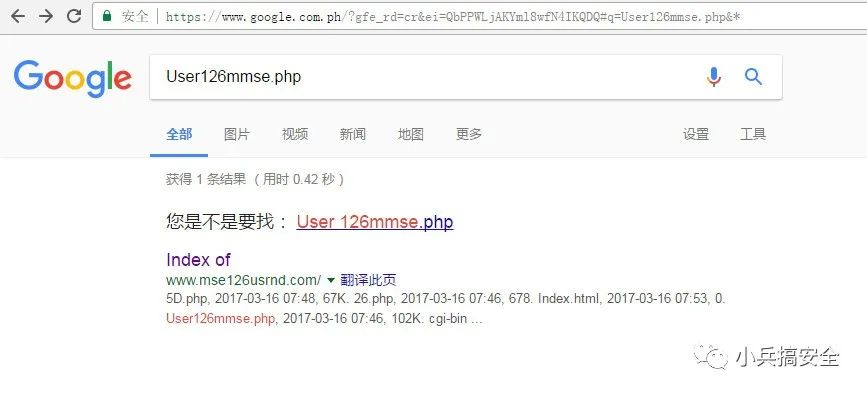 安全 https://www.google.com.ph/?gfe_rd=cr&ei=QbPPWLjAKYml8wfN4IKQDQ#q=User126mmse.php&*
Google User126mmse.php
全部 图片 视频 新闻 地图 更多 设置 工具
获得 1 条结果 （用时 0.42 秒）
您是不是要找： User 126mmse.php
Index of
www.mse126usrnd.com/ 翻译此页
5D.php, 2017-03-16 07:48, 67K. 26.php, 2017-03-16 07:46, 678. Index.html, 2017-03-16 07:53, 0.
User126mmse.php, 2017-03-16 07:46, 102K. cgi-bin ...
小兵搞安全